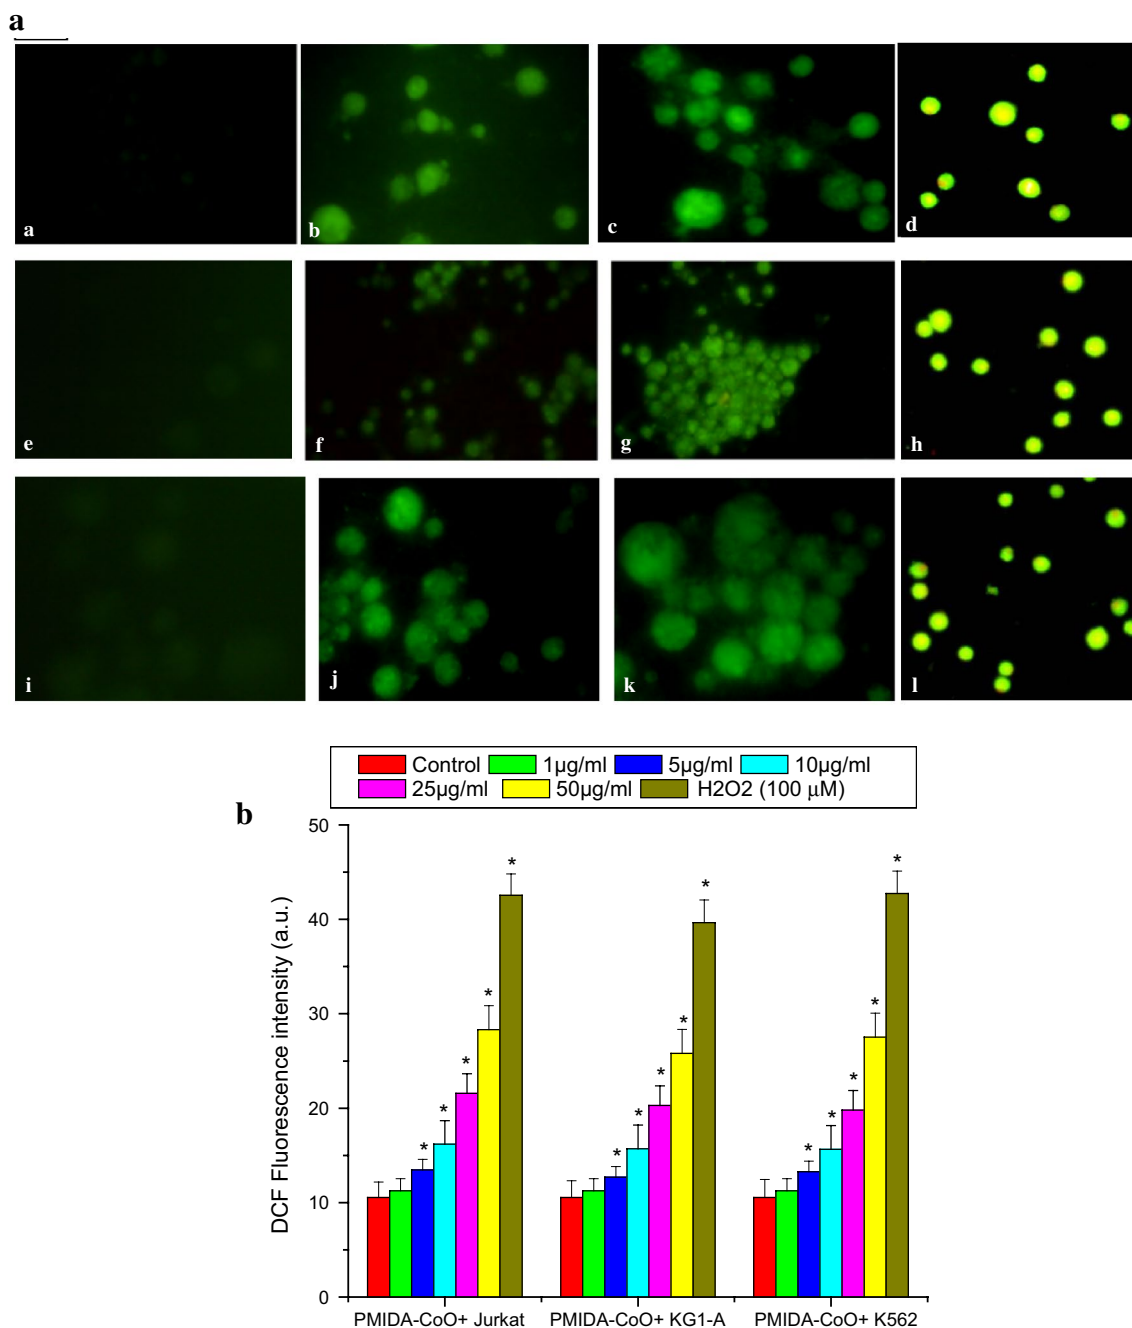 a
a b c d
e f g h
i j k l
Control 1µg/ml 5µg/ml 10µg/ml
25µg/ml 50µg/ml H2O2 (100 µM)
b
DCF Fluorescence intensity (a.u.)
50
40
30
20
10
0
* * * * *
* * * * *
* * * * *
PMIDA-CoO+ Jurkat PMIDA-CoO+ KG1-A PMIDA-CoO+ K562